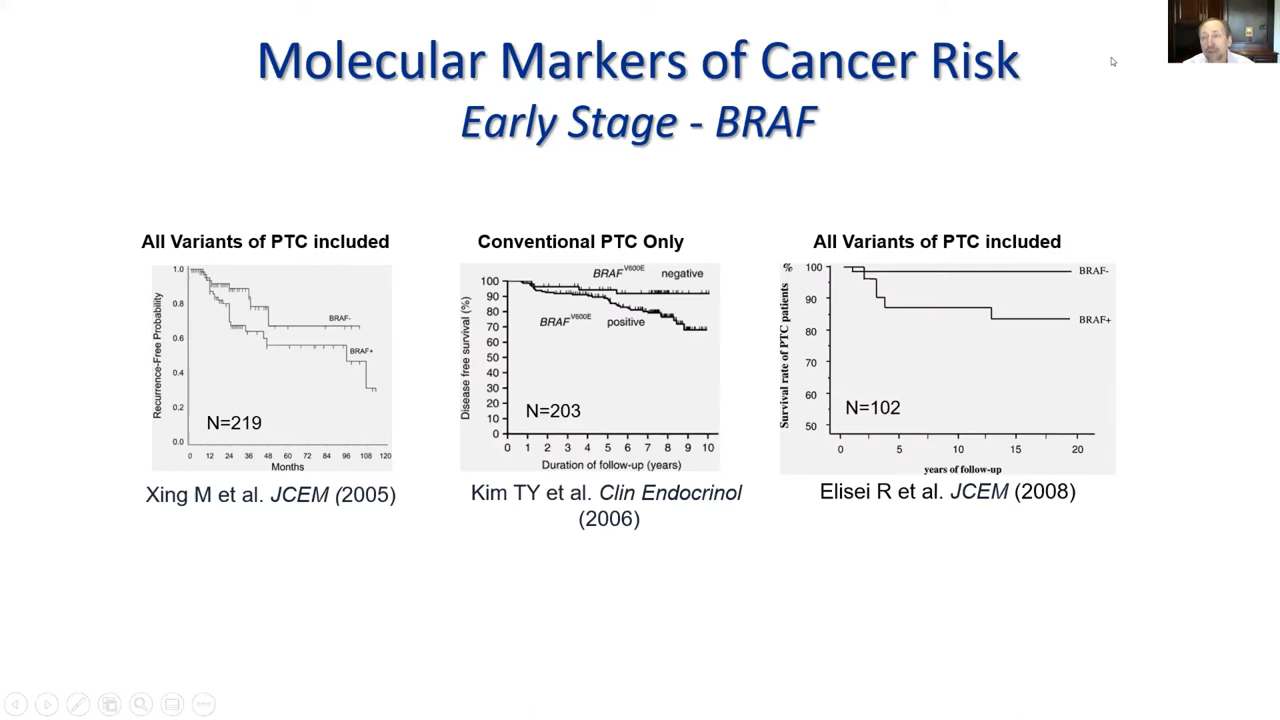 Molecular Markers of Cancer Risk
Early Stage - BRAF
All Variants of PTC included
Recurrence-Free Probability
1.0
0.8
0.6
0.4
0.2
0.0
BRAF-
BRAF+
N=219
0 12 24 36 48 60 72 84 96 108 120
Months
Xing M et al. JCEM (2005)
Conventional PTC Only
Disease free survival (%)
100
90
80
70
60
50
40
30
20
10
0
BRAF V600E negative
BRAF V600E positive
N=203
0 1 2 3 4 5 6 7 8 9 10
Duration of follow-up (years)
Kim TY et al. Clin Endocrinol
(2006)
All Variants of PTC included
Survival rate of PTC patients
%
100
90
80
70
60
50
BRAF-
BRAF+
N=102
0 5 10 15 20
years of follow-up
Elisei R et al. JCEM (2008)